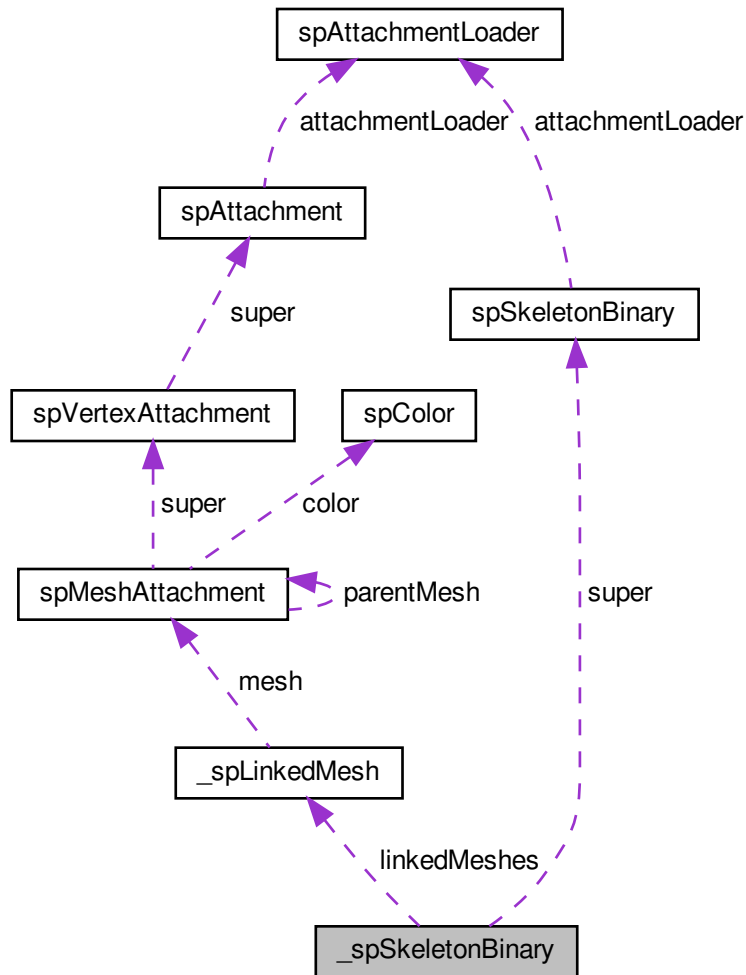 spAttachmentLoader
attachmentLoader
attachmentLoader
spAttachment
spSkeletonBinary
super
spVertexAttachment
spColor
super
color
spMeshAttachment
parentMesh
super
mesh
_spLinkedMesh
linkedMeshes
_spSkeletonBinary